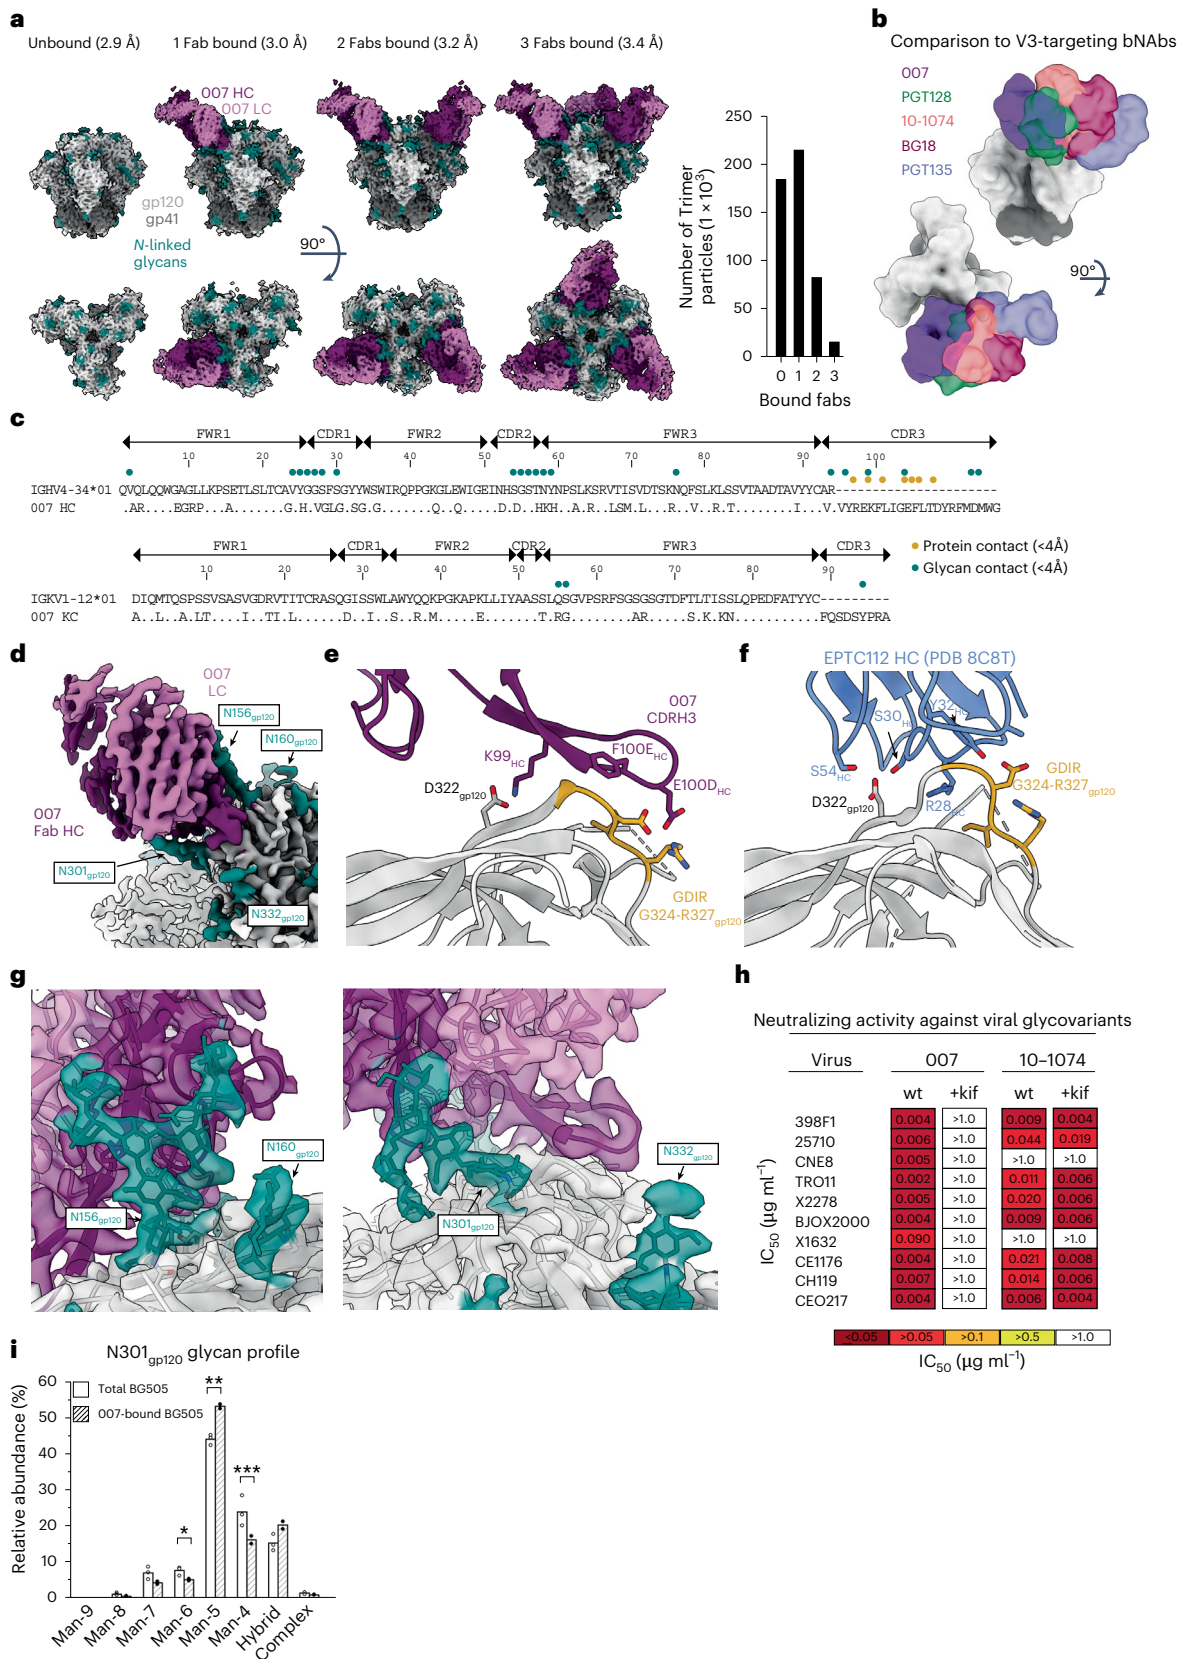 a
Unbound (2.9 Å)
1 Fab bound (3.0 Å)
2 Fabs bound (3.2 Å)
3 Fabs bound (3.4 Å)
007 HC
007 LC
gp120
gp41
N-linked
glycans
90°
Number of Trimer
particles (1 × 10³)
250
200
150
100
50
0
0 1 2 3
Bound fabs
b
Comparison to V3-targeting bNAbs
007
PGT128
10-1074
BG18
PGT135
90°
c
FWR1 CDR1 FWR2 CDR2 FWR3 CDR3
10 20 30 40 50 60 70 80 90 100
IGHV4-34*01 QVQLQQWGAGLLKPSETLSLTCAVYGGSFSGYYWSWIRQPPGKGLEWIGEINHSGSTNYNPSLKSRVTISVDTSKNQFSLKLSSVTAADTAVYYCAR
007 HC
FWR1 CDR1 FWR2 CDR2 FWR3 CDR3
10 20 30 40 50 60 70 80 90
IGKV1-12*01 DIQMTQSPSSVSASVGDRVTITCRASQGISSWLAWYQQKPGKAPKLLIYAASSLQSGVPSRFSGSGSGTDFTLTISSLQPEDFATYYC
007 KC
Protein contact (<4Å)
Glycan contact (<4Å)
d
007
LC
N156gp120
N160gp120
007
Fab HC
N301gp120
N332gp120
e
007
CDRH3
K99HC
F100EHC
E100DHC
D322gp120
GDIR
G324-R327gp120
f
EPTC112 HC (PDB 8C8T)
S30HC
Y32HC
S54HC
D322gp120
R28HC
GDIR
G324-R327gp120
g
N160gp120
N156gp120
N332gp120
N301gp120
h
Neutralizing activity against viral glycovariants
Virus 007 10–1074
wt +kif wt +kif
IC50 (µg ml−1)
398F1 0.004 >1.0 0.009 0.004
25710 0.006 >1.0 0.044 0.019
CNE8 0.005 >1.0 >1.0 >1.0
TRO11 0.002 >1.0 0.011 0.006
X2278 0.005 >1.0 0.020 0.006
BJOX2000 0.004 >1.0 0.009 0.006
X1632 0.090 >1.0 >1.0 >1.0
CE1176 0.004 >1.0 0.021 0.008
CH119 0.007 >1.0 0.014 0.006
CEO217 0.004 >1.0 0.006 0.004
<0.05 >0.05 >0.1 >0.5 >1.0
IC50 (µg ml−1)
i
N301gp120 glycan profile
Relative abundance (%)
60
50
40
30
20
10
0
Total BG505
007-bound BG505
*
**
***
Man-9
Man-8
Man-7
Man-6
Man-5
Man-4
Hybrid
Complex